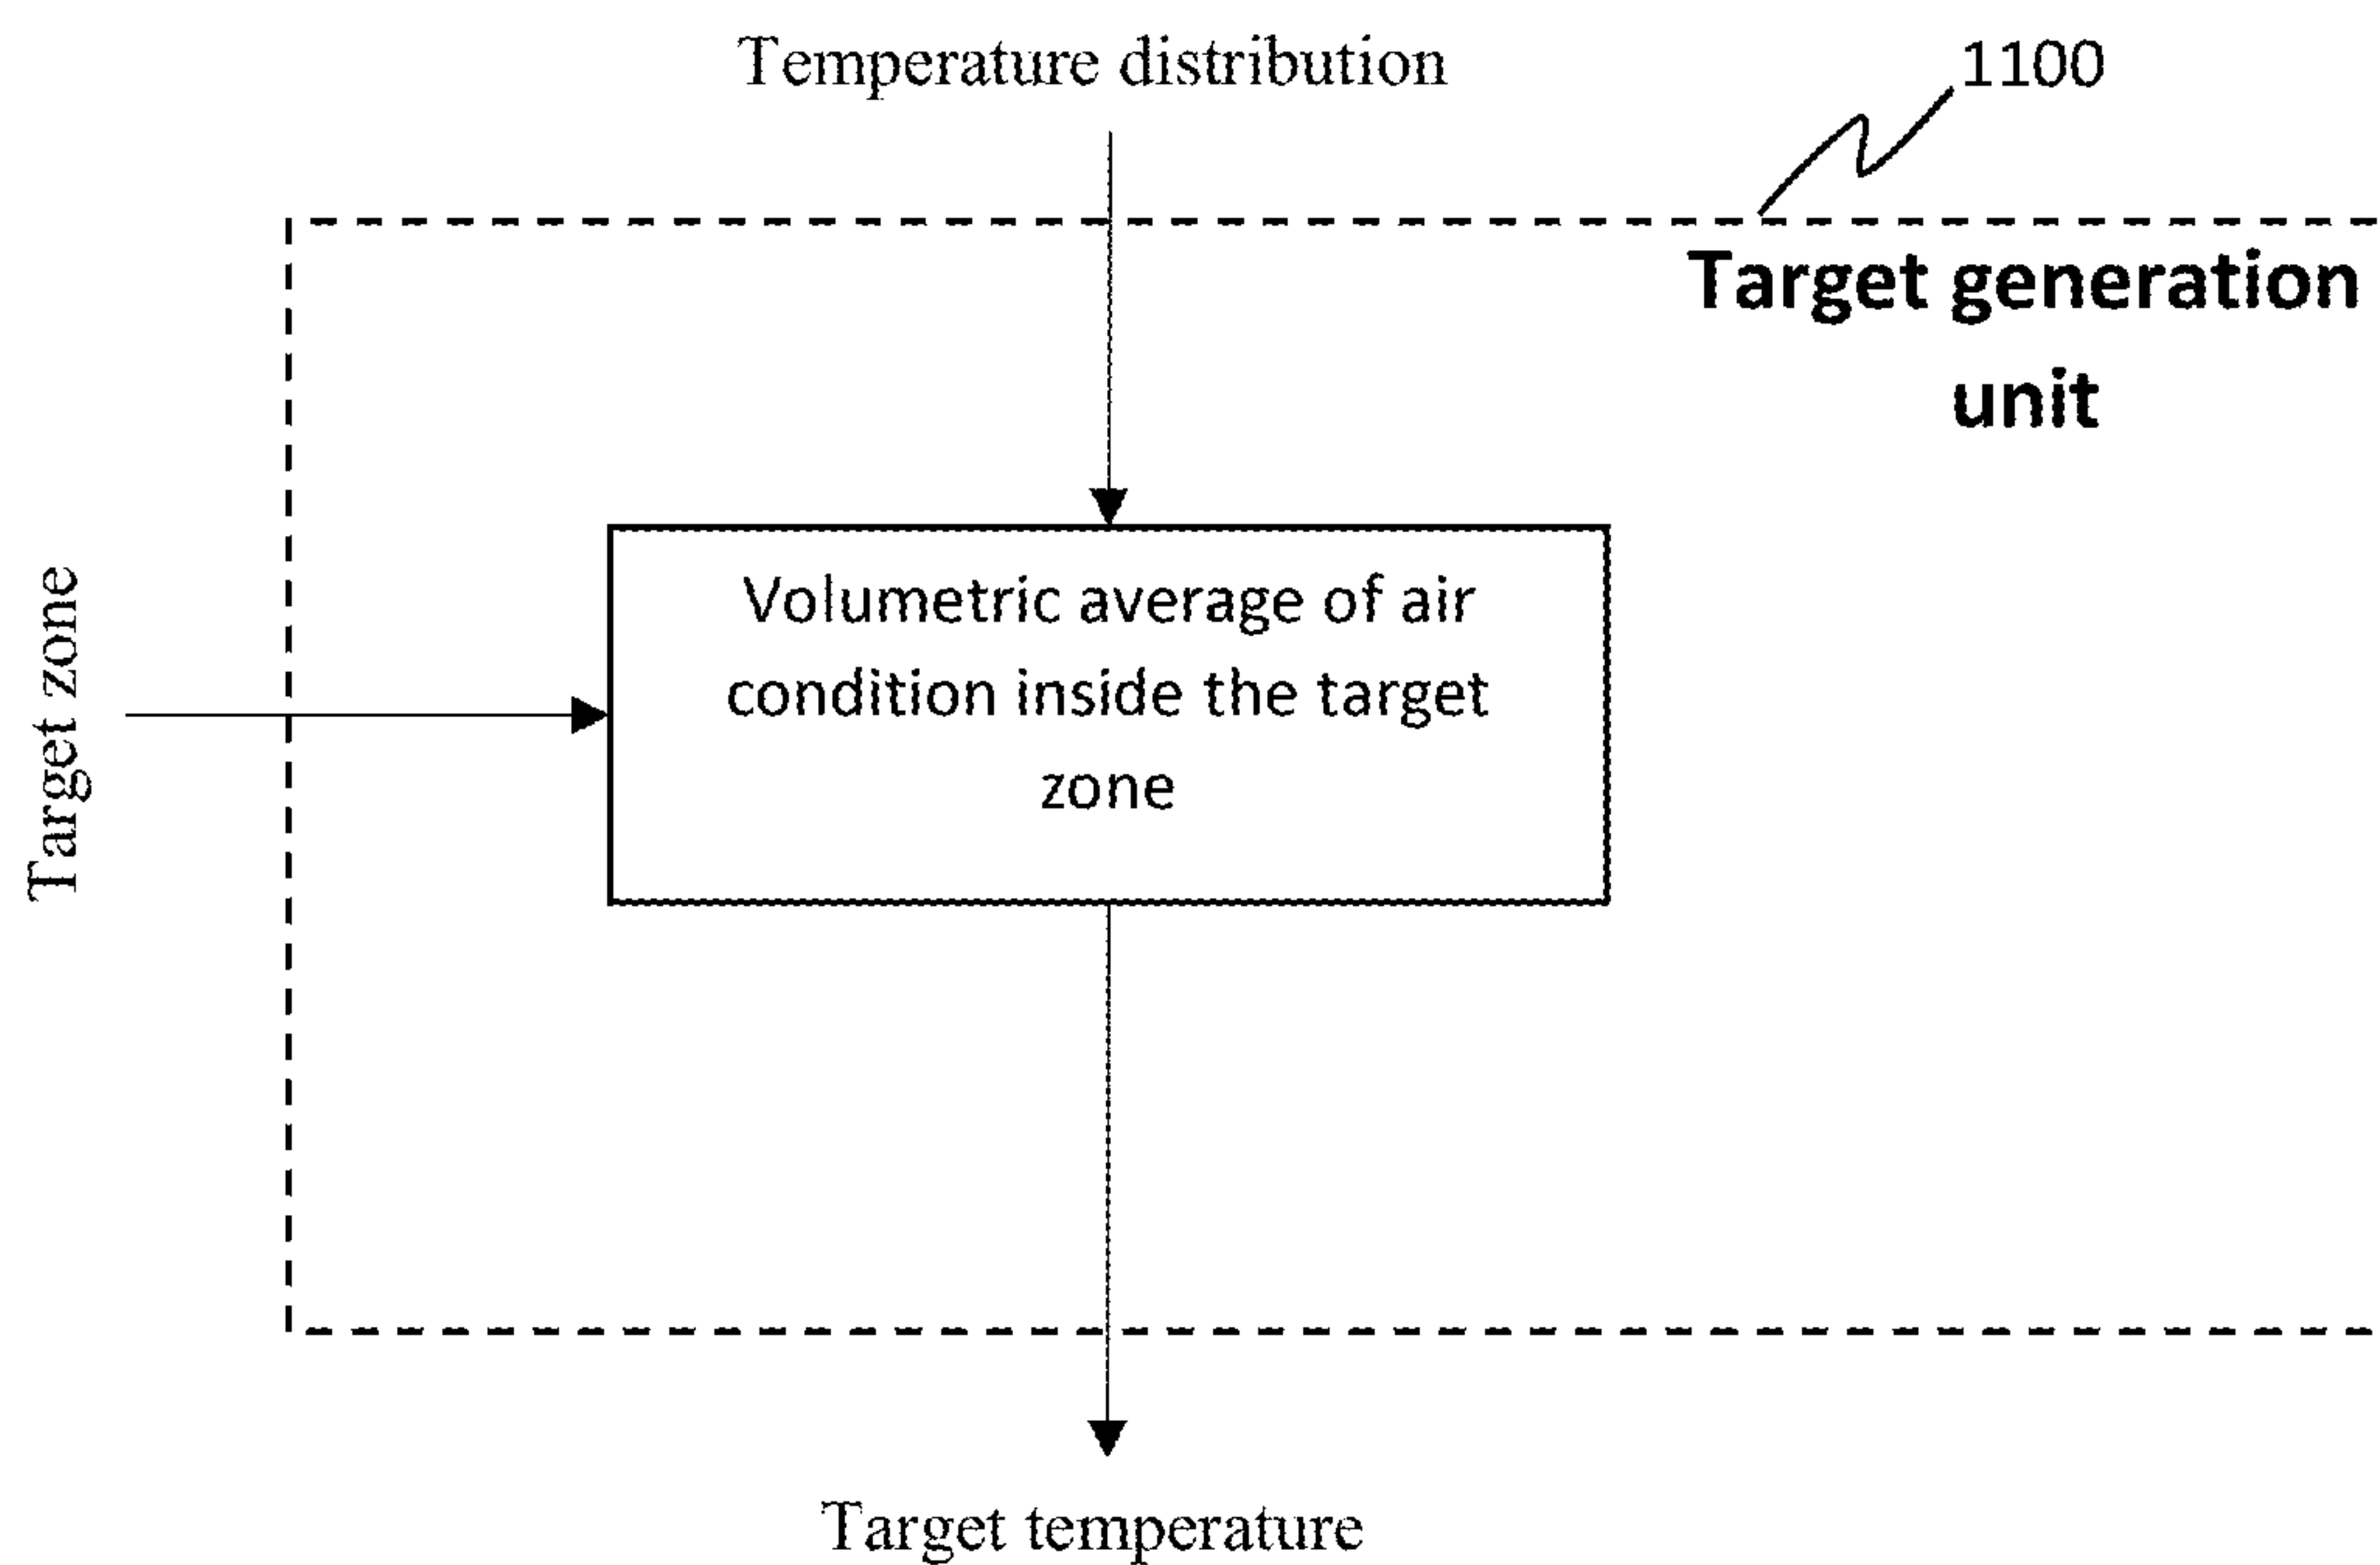 Temperature distribution
1100
Target generation
unit
Target zone
Volumetric average of air
condition inside the target
zone
Target temperature